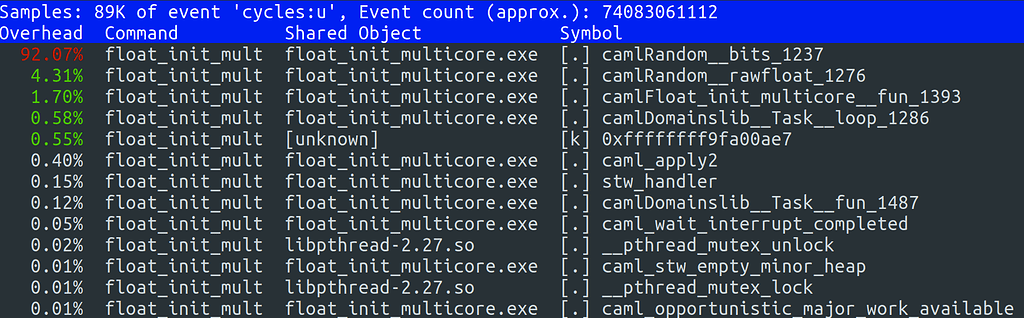 Samples: 89K of event 'cycles:u', Event count (approx.): 74083061112
Overhead  Command         Shared Object             Symbol
92.07%  float_init_mult  float_init_multicore.exe  [.] camlRandom__bits_1237
4.31%  float_init_mult  float_init_multicore.exe  [.] camlRandom__rawfloat_1276
1.70%  float_init_mult  float_init_multicore.exe  [.] camlFloat_init_multicore__fun_1393
0.58%  float_init_mult  float_init_multicore.exe  [.] camlDomainslib__Task__loop_1286
0.55%  float_init_mult  [unknown]                 [k] 0xffffffff9fa00ae7
0.40%  float_init_mult  float_init_multicore.exe  [.] caml_apply2
0.15%  float_init_mult  float_init_multicore.exe  [.] stw_handler
0.12%  float_init_mult  float_init_multicore.exe  [.] camlDomainslib__Task__fun_1487
0.05%  float_init_mult  float_init_multicore.exe  [.] caml_wait_interrupt_completed
0.02%  float_init_mult  libpthread-2.27.so        [.] __pthread_mutex_unlock
0.01%  float_init_mult  float_init_multicore.exe  [.] caml_stw_empty_minor_heap
0.01%  float_init_mult  libpthread-2.27.so        [.] __pthread_mutex_lock
0.01%  float_init_mult  float_init_multicore.exe  [.] caml_opportunistic_major_work_available